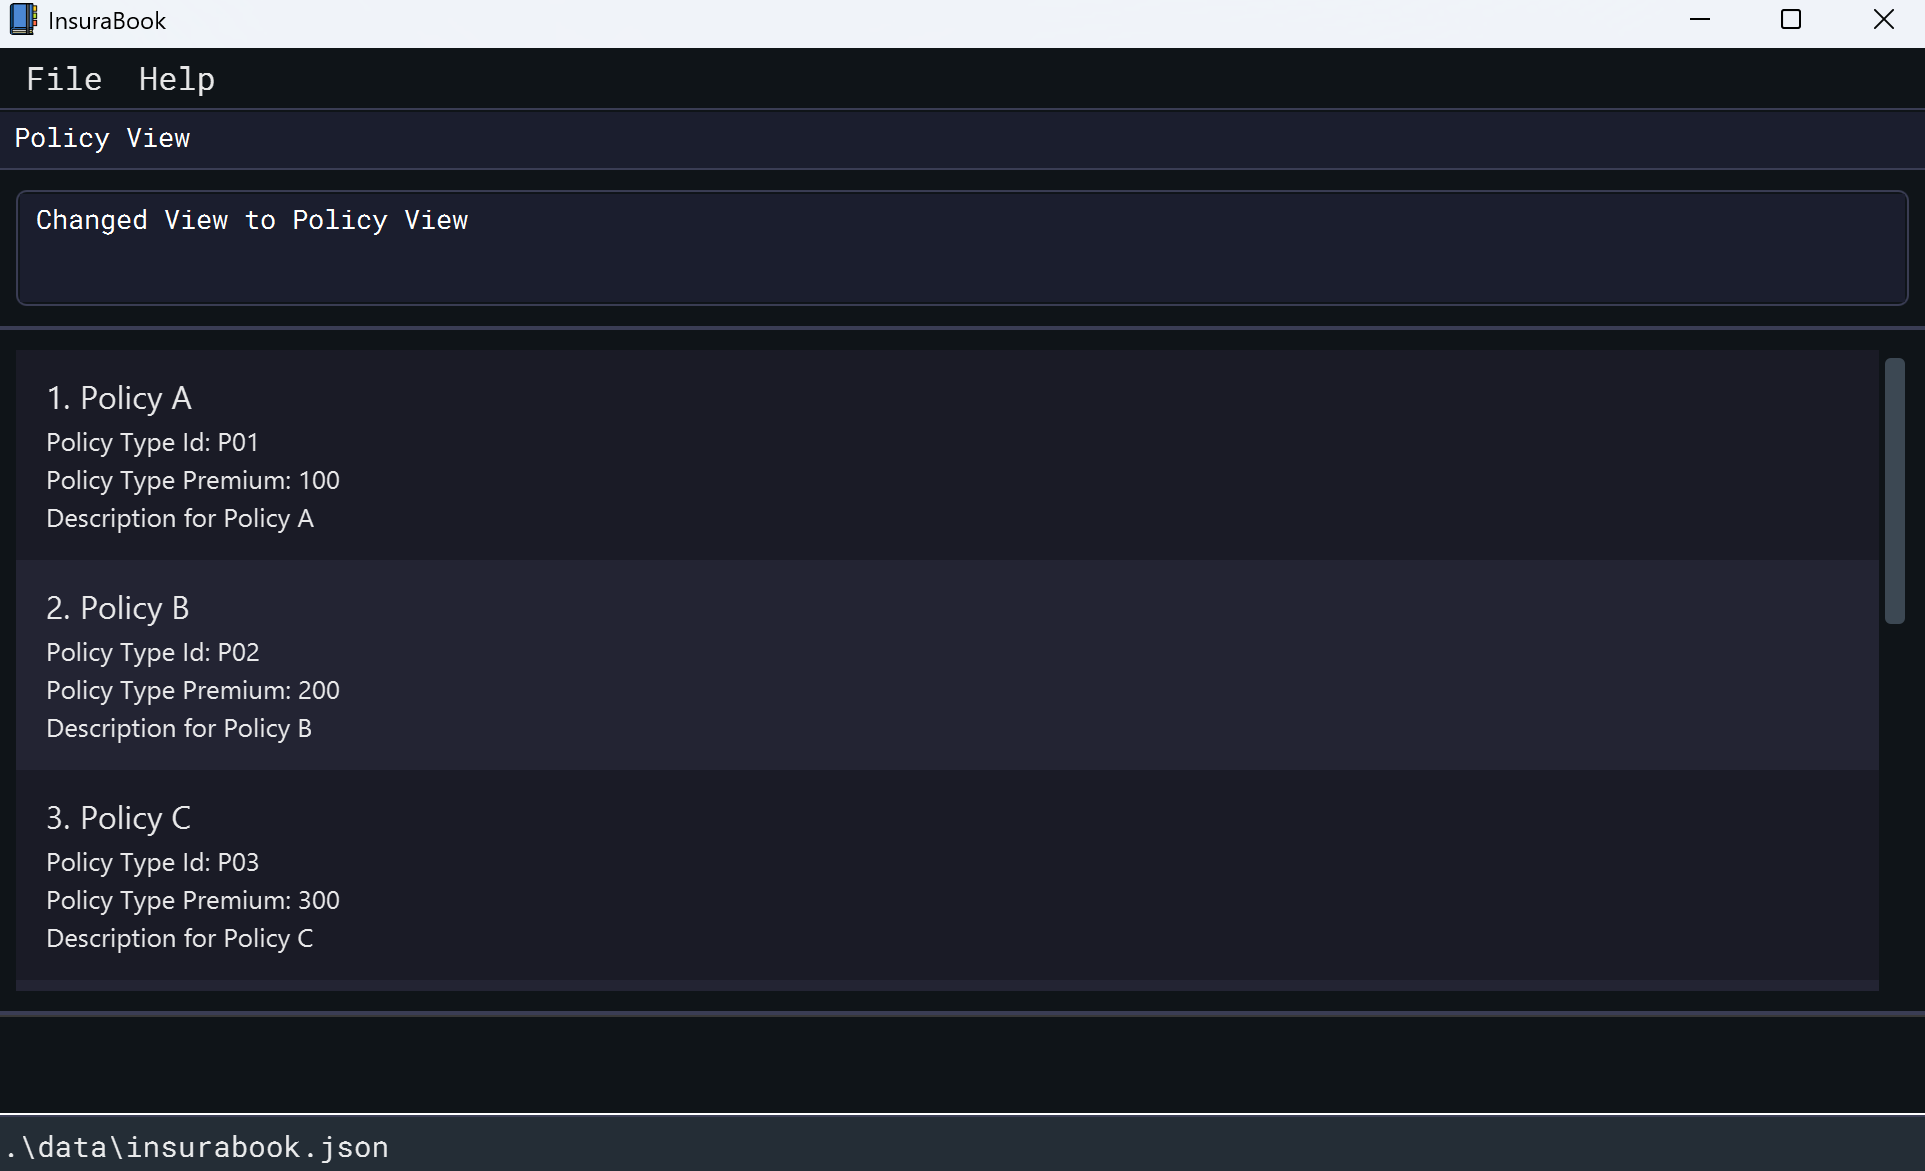 InsuraBook
File Help
Policy View
Changed View to Policy View
1. Policy A
Policy Type Id: P01
Policy Type Premium: 100
Description for Policy A
2. Policy B
Policy Type Id: P02
Policy Type Premium: 200
Description for Policy B
3. Policy C
Policy Type Id: P03
Policy Type Premium: 300
Description for Policy C
.\data\insurabook.json